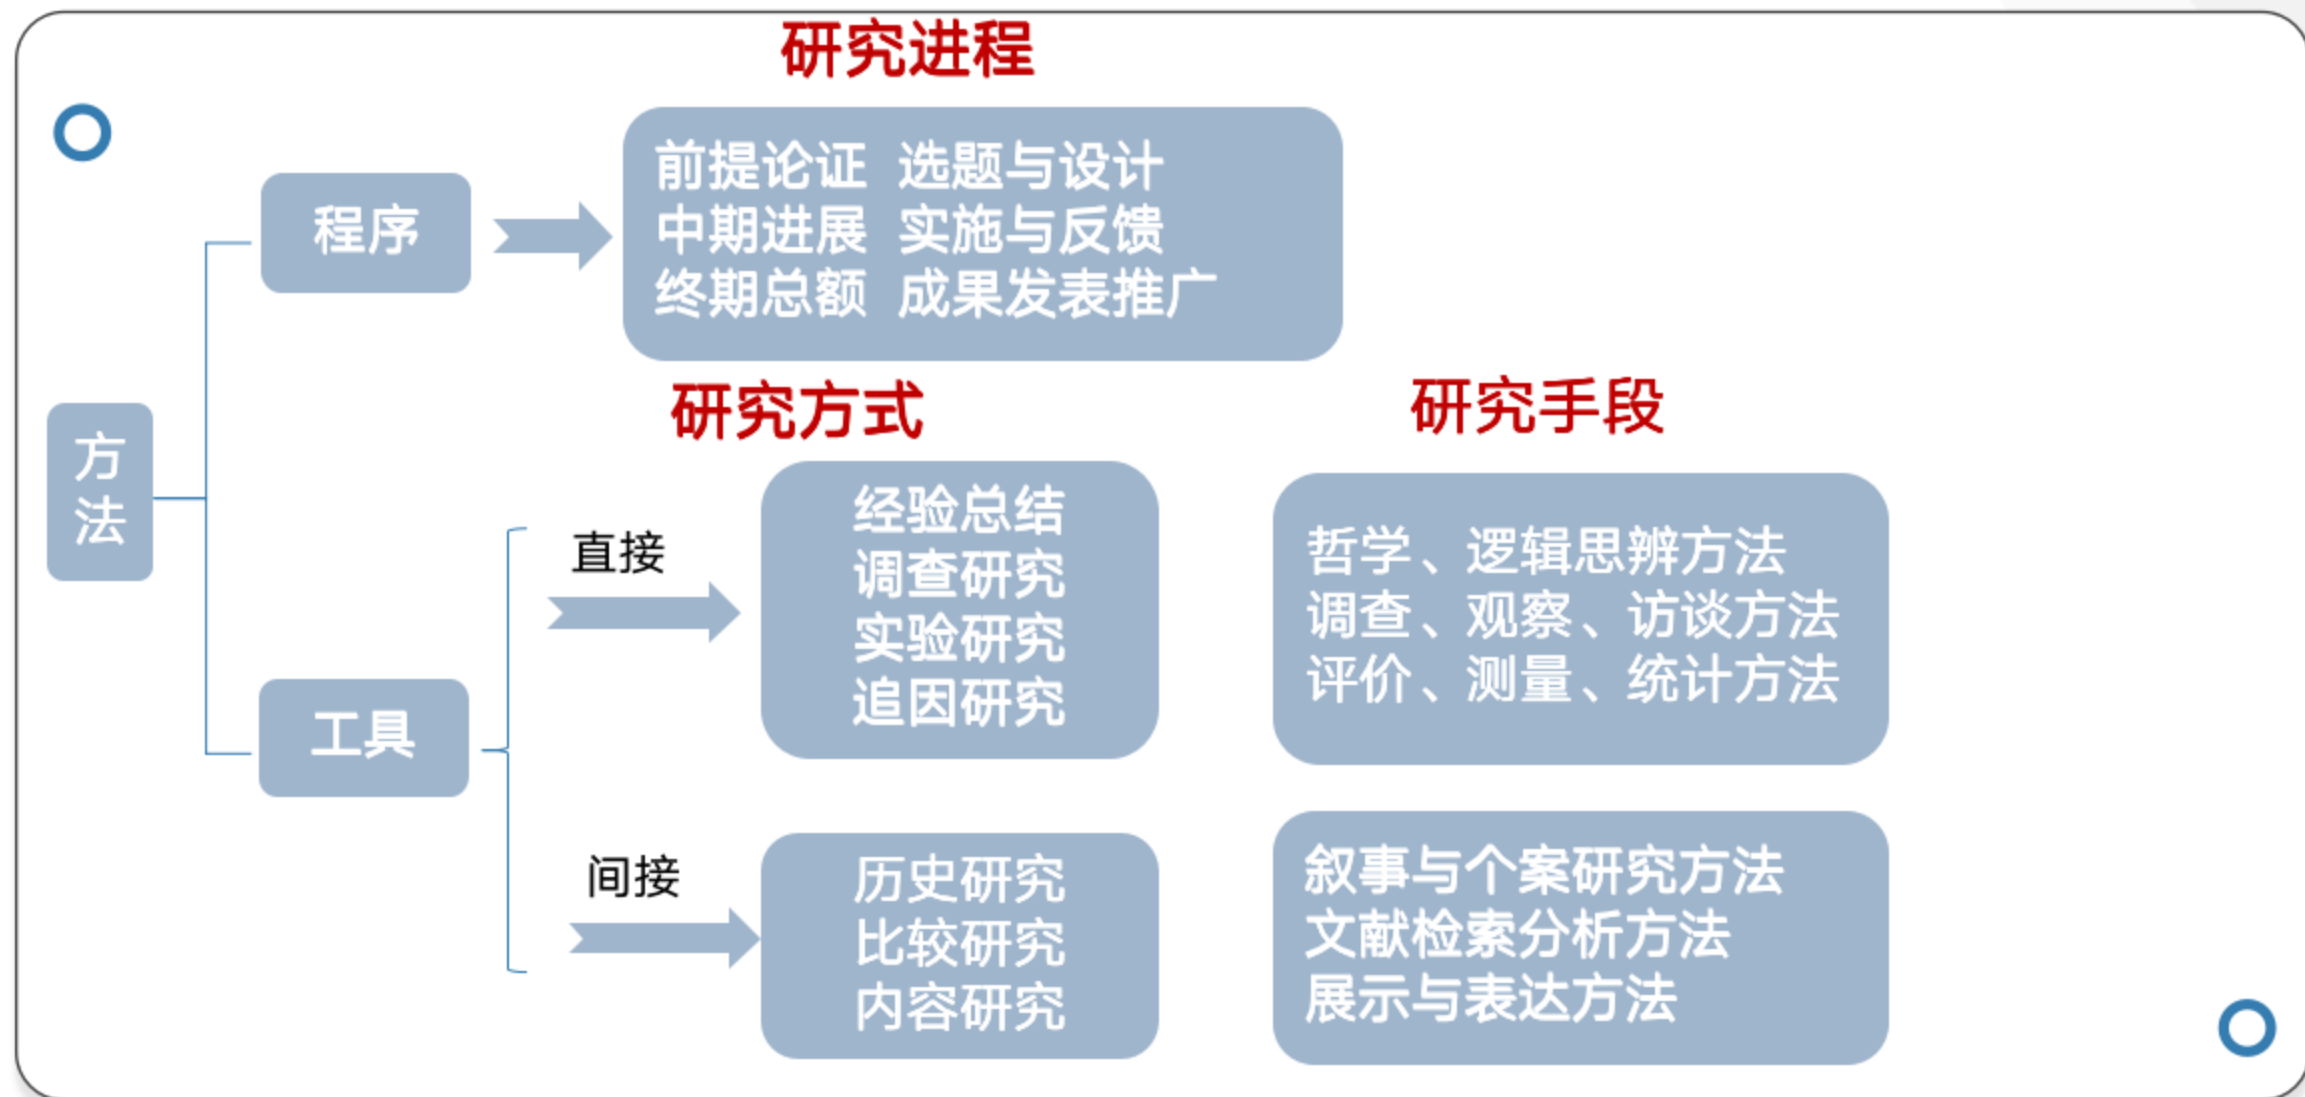 研究进程
程序
前提论证 选题与设计
中期进展 实施与反馈
终期总额 成果发表推广
方
法
研究方式
研究手段
工具
直接
经验总结
调查研究
实验研究
追因研究
哲学、逻辑思辨方法
调查、观察、访谈方法
评价、测量、统计方法
间接
历史研究
比较研究
内容研究
叙事与个案研究方法
文献检索分析方法
展示与表达方法